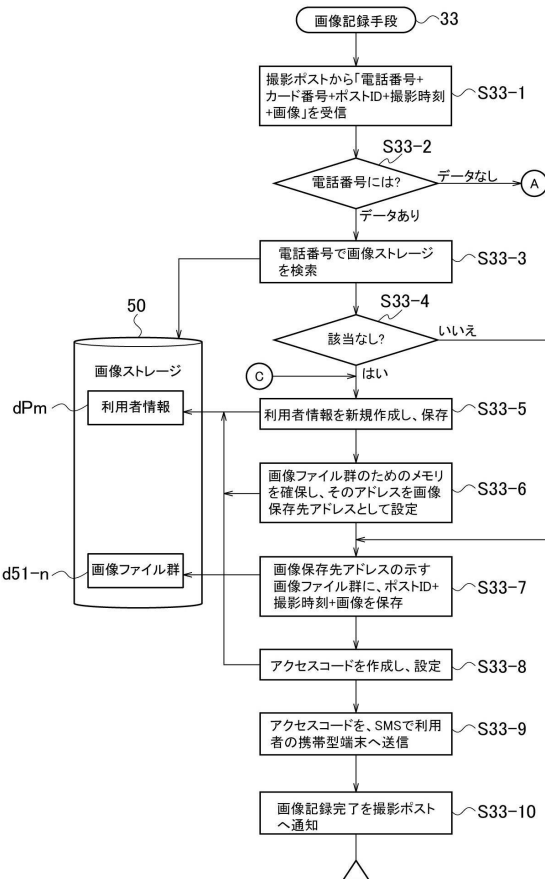 画像記録手段
33
撮影ポストから「電話番号+
カード番号+ポストID+撮影時刻
+画像」を受信
S33-1
S33-2
電話番号には?
データなし
A
データあり
電話番号で画像ストレージ
を検索
S33-3
S33-4
50
該当なし?
いいえ
画像ストレージ
C
はい
dPm
利用者情報
利用者情報を新規作成し、保存
S33-5
画像ファイル群のためのメモリ
を確保し、そのアドレスを画像
保存先アドレスとして設定
S33-6
d51-n
画像ファイル群
画像保存先アドレスの示す
画像ファイル群に、ポストID+
撮影時刻+画像を保存
S33-7
アクセスコードを作成し、設定
S33-8
アクセスコードを、SMSで利用
者の携帯型端末へ送信
S33-9
画像記録完了を撮影ポスト
へ通知
S33-10